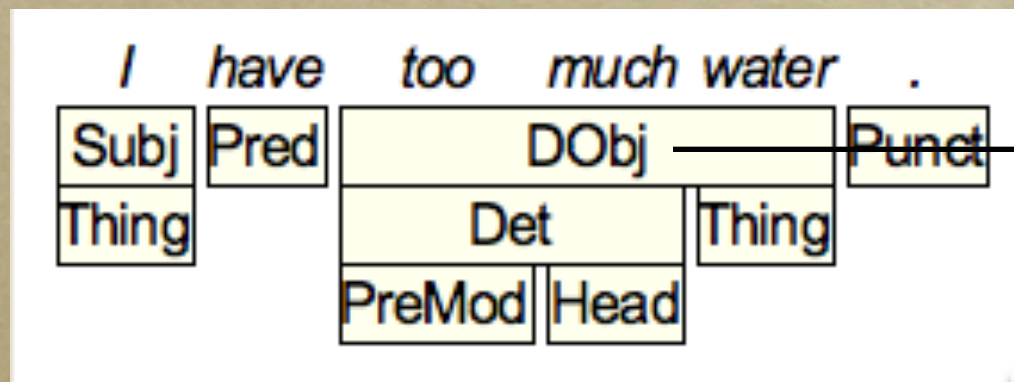 I have too much water .
Subj Pred DObj Punct
Thing Det Thing
PreMod Head